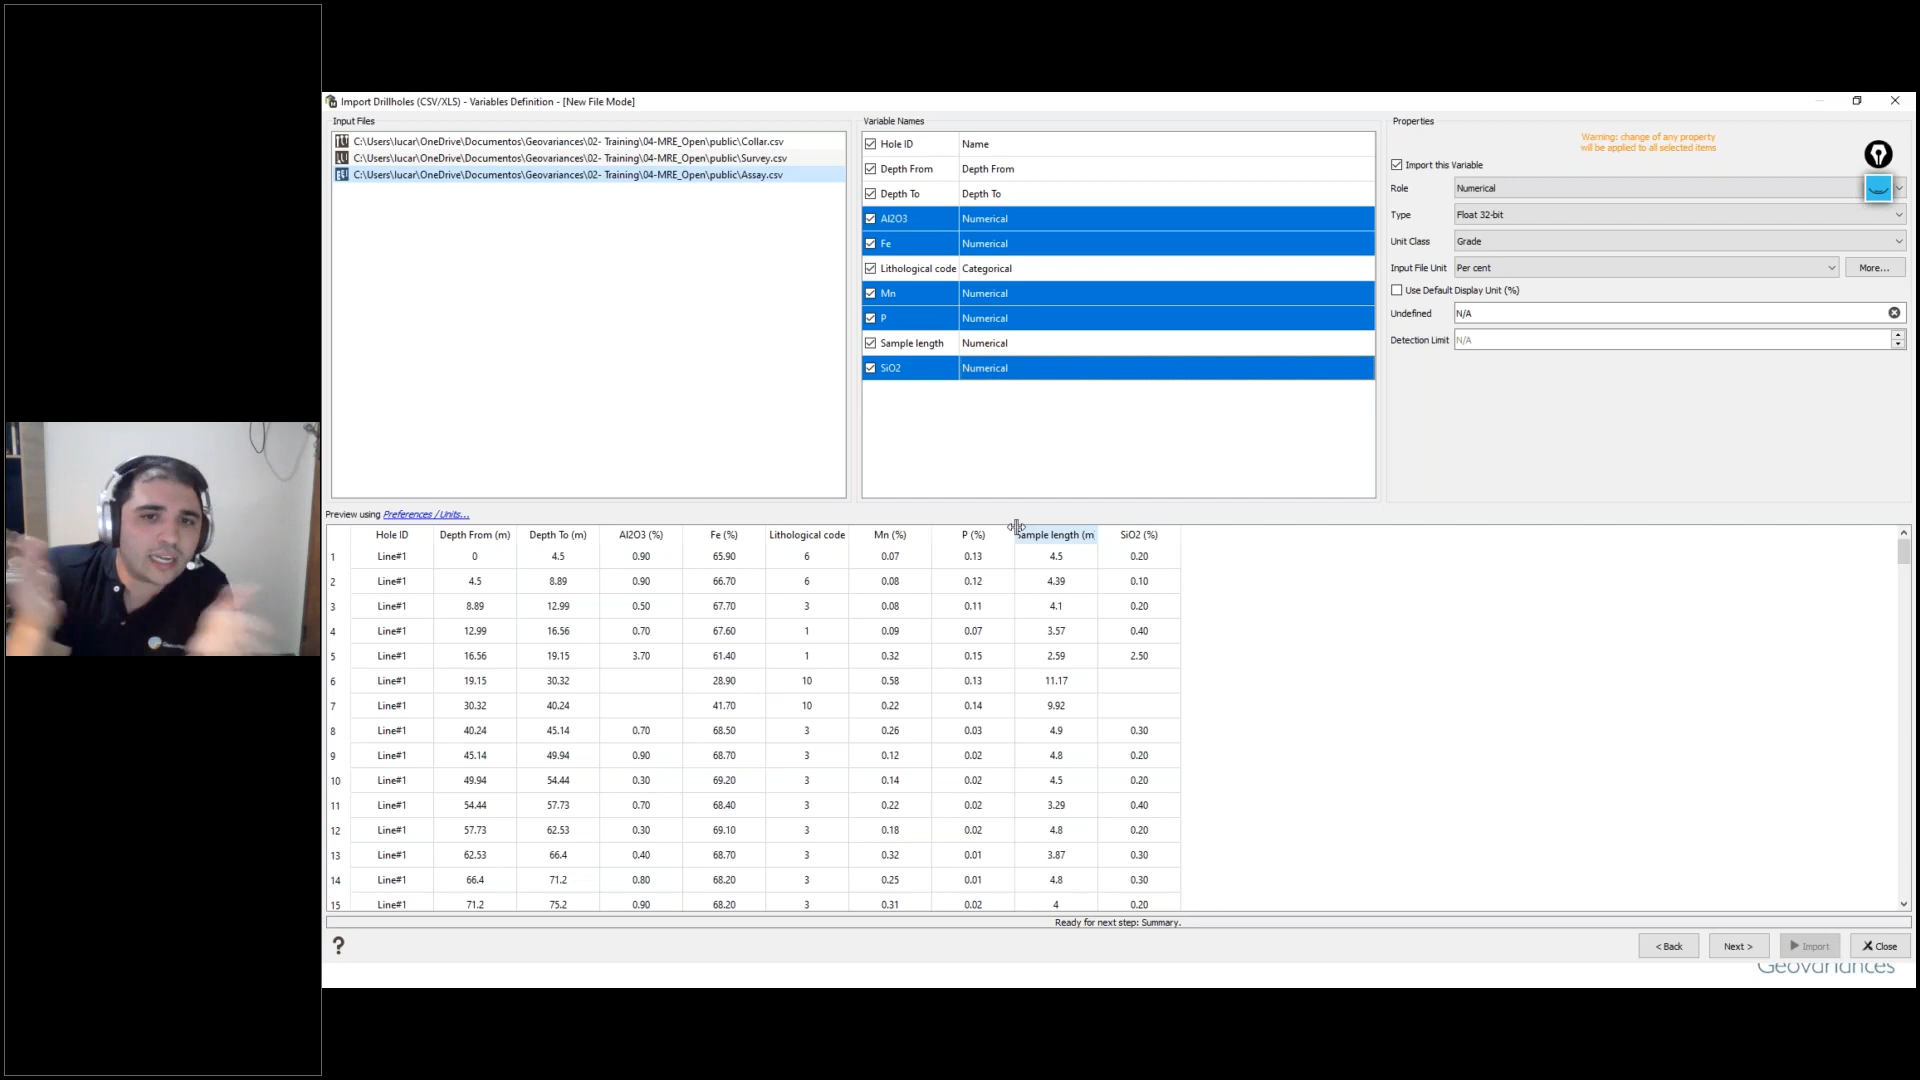 Import Drillholes (CSV/XLS) - Variables Definition - [New File Mode]
Input Files
C:\Users\lucar\OneDrive\Documentos\Geovariances\02- Training\04-MRE_Open\public\Collar.csv
C:\Users\lucar\OneDrive\Documentos\Geovariances\02- Training\04-MRE_Open\public\Survey.csv
C:\Users\lucar\OneDrive\Documentos\Geovariances\02- Training\04-MRE_Open\public\Assay.csv
Variable Names
Hole ID Name
Depth From Depth From
Depth To Depth To
Al2O3 Numerical
Fe Numerical
Lithological code Categorical
Mn Numerical
P Numerical
Sample length Numerical
SiO2 Numerical
Properties
Warning: change of any property
will be applied to all selected items
Import this Variable
Role Numerical
Type Float 32-bit
Unit Class Grade
Input File Unit Per cent More...
Use Default Display Unit (%)
Undefined N/A
Detection Limit N/A
Preview using Preferences / Units...
Hole ID Depth From (m) Depth To (m) Al2O3 (%) Fe (%) Lithological code Mn (%) P (%) Sample length (m SiO2 (%)
1 Line#1 0 4.5 0.90 65.90 6 0.07 0.13 4.5 0.20
2 Line#1 4.5 8.89 0.90 66.70 6 0.08 0.12 4.39 0.10
3 Line#1 8.89 12.99 0.50 67.70 3 0.08 0.11 4.1 0.20
4 Line#1 12.99 16.56 0.70 67.60 1 0.09 0.07 3.57 0.40
5 Line#1 16.56 19.15 3.70 61.40 1 0.32 0.15 2.59 2.50
6 Line#1 19.15 30.32 28.90 10 0.58 0.13 11.17
7 Line#1 30.32 40.24 41.70 10 0.22 0.14 9.92
8 Line#1 40.24 45.14 0.70 68.50 3 0.26 0.03 4.9 0.30
9 Line#1 45.14 49.94 0.90 68.70 3 0.12 0.02 4.8 0.20
10 Line#1 49.94 54.44 0.30 69.20 3 0.14 0.02 4.5 0.20
11 Line#1 54.44 57.73 0.70 68.40 3 0.22 0.02 3.29 0.40
12 Line#1 57.73 62.53 0.30 69.10 3 0.18 0.02 4.8 0.20
13 Line#1 62.53 66.4 0.40 68.70 3 0.32 0.01 3.87 0.30
14 Line#1 66.4 71.2 0.80 68.20 3 0.25 0.01 4.8 0.30
15 Line#1 71.2 75.2 0.90 68.20 3 0.31 0.02 4 0.20
Ready for next step: Summary.
?
< Back Next > Import Close
Geovariances